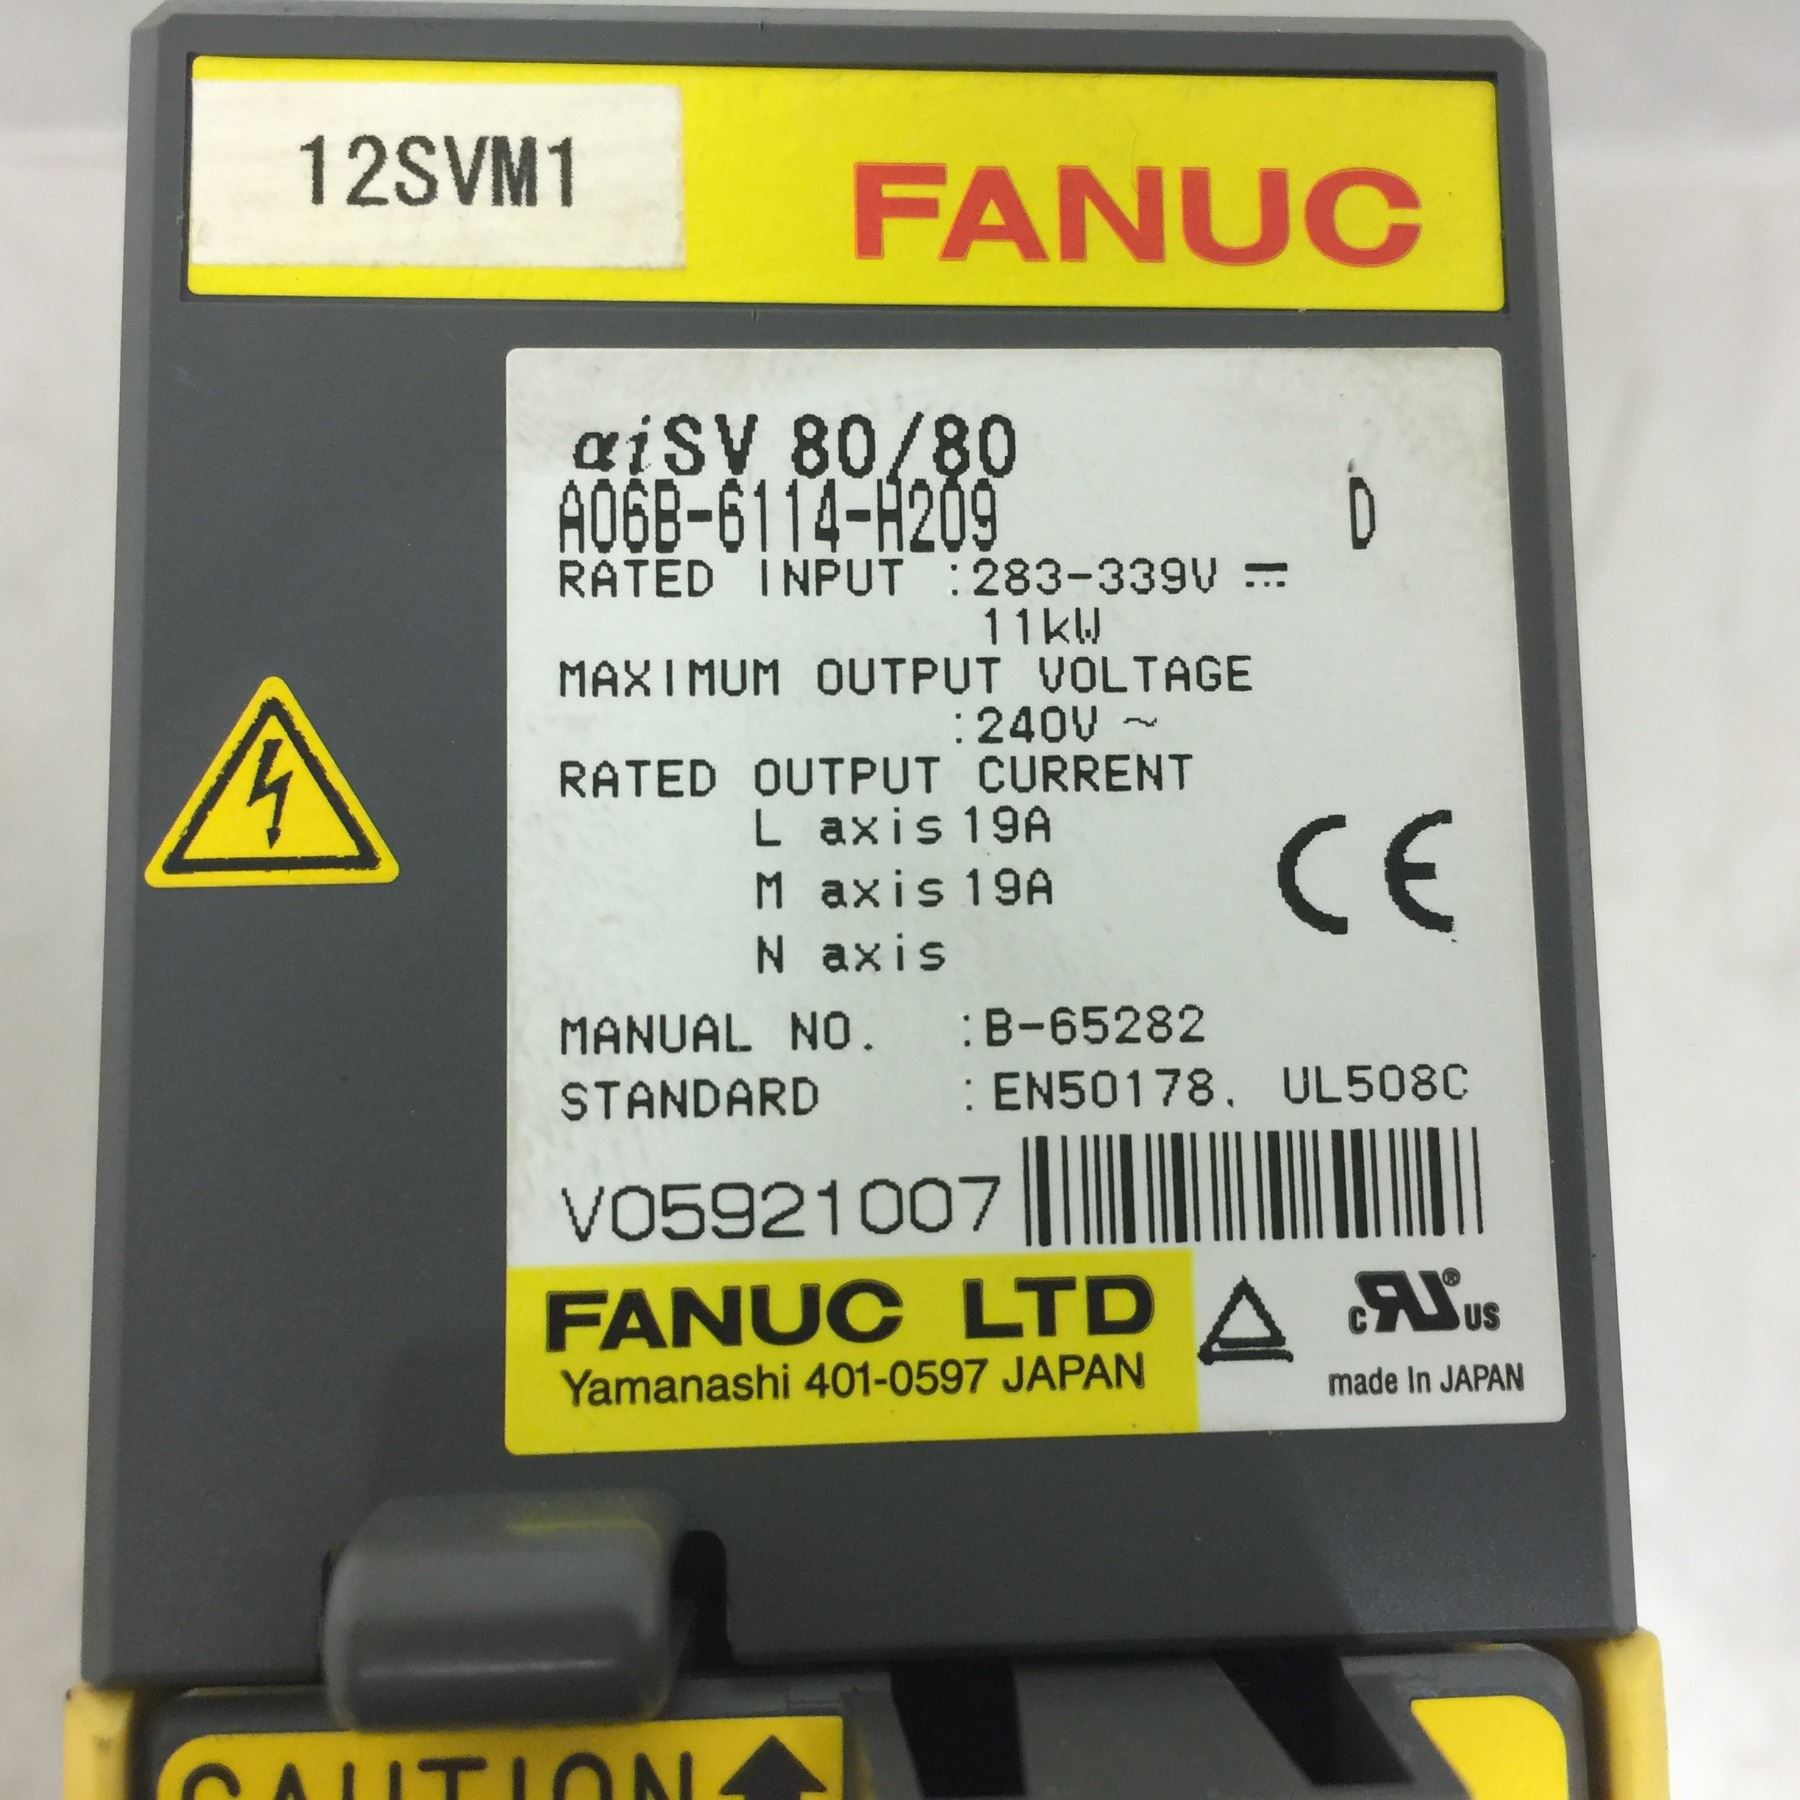 12SVM1
FANUC
αiSV 80/80
A06B-6114-H209 D
RATED INPUT :283-339V ⎓
11kW
MAXIMUM OUTPUT VOLTAGE
:240V ~
RATED OUTPUT CURRENT
L axis 19A
M axis 19A
N axis
CE
MANUAL NO. :B-65282
STANDARD :EN50178. UL508C
V05921007
FANUC LTD
Yamanashi 401-0597 JAPAN
c RU ® US
made In JAPAN
CAUTION